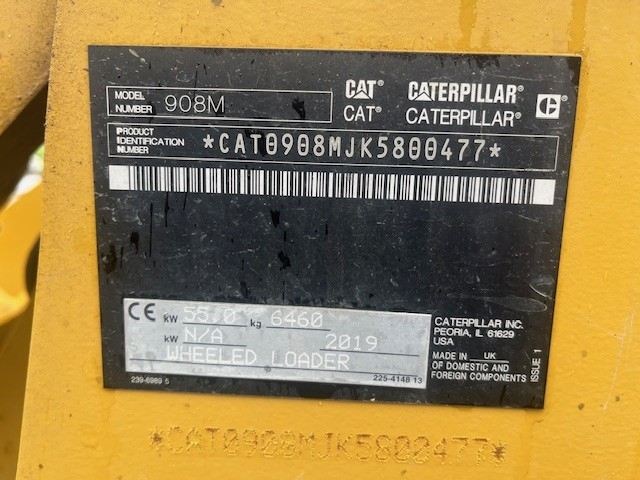 MODEL NUMBER 908M
CAT® CATERPILLAR®
CAT® CATERPILLAR® C
PRODUCT IDENTIFICATION NUMBER *CAT0908MJK5800477*
CE kW 55.0 kg 6460
kW N/A 2019
WHEELED LOADER
239-6989 5
225-4148 13
CATERPILLAR INC.
PEORIA, IL 61629
USA
MADE IN UK
OF DOMESTIC AND
FOREIGN COMPONENTS
ISSUE 1
*CAT0908MJK5800477*